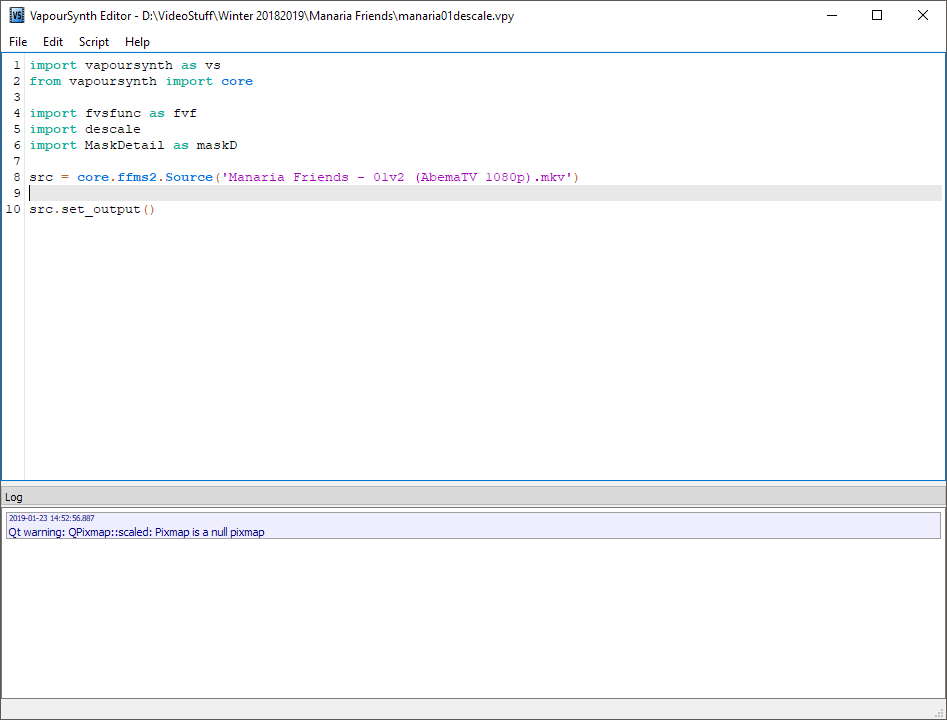 VapourSynth Editor - D:\VideoStuff\Winter 20182019\Manaria Friends\manaria01descale.vpy
File Edit Script Help
1 import vapoursynth as vs
2 from vapoursynth import core
3
4 import fvsfunc as fvf
5 import descale
6 import MaskDetail as maskD
7
8 src = core.ffms2.Source('Manaria Friends - 01v2 (AbemaTV 1080p).mkv')
9
10 src.set_output()
Log
2019-01-23 14:52:56.887
Qt warning: QPixmap::scaled: Pixmap is a null pixmap